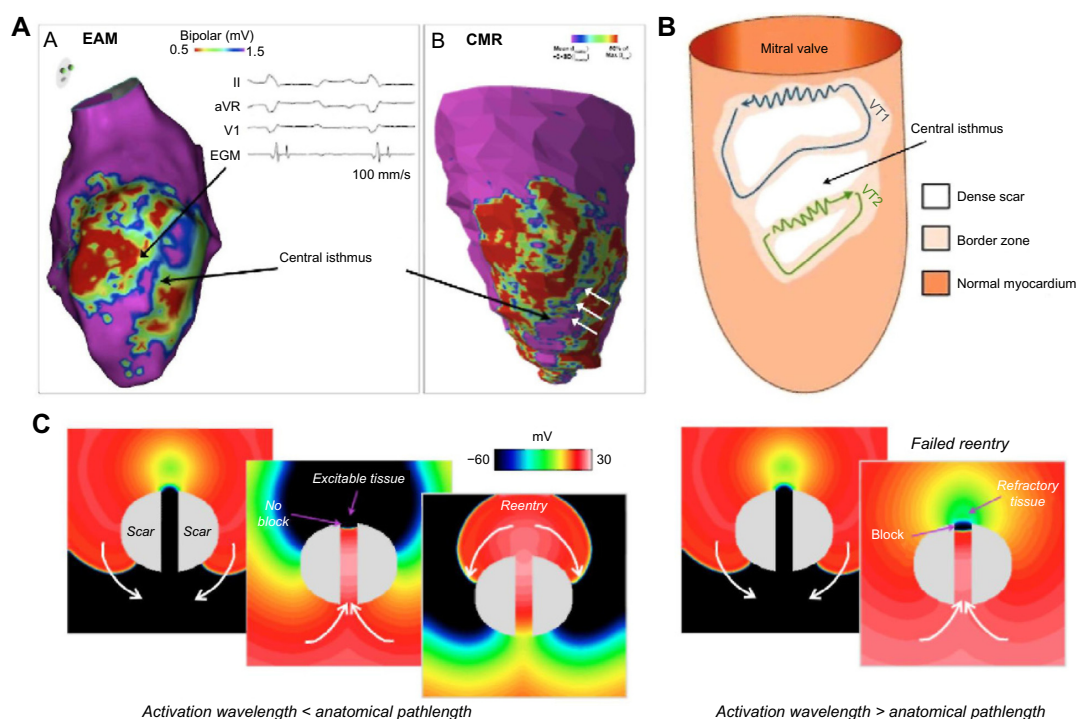 A
A
EAM
Bipolar (mV)
0.5
1.5
II
aVR
V1
EGM
100 mm/s
Central isthmus
B
CMR
B
Mitral valve
VT1
Central isthmus
VT2
Dense scar
Border zone
Normal myocardium
C
Scar
Scar
No
block
Excitable tissue
mV
−60
30
Reentry
Activation wavelength < anatomical pathlength
Failed reentry
Refractory
tissue
Block
Activation wavelength > anatomical pathlength